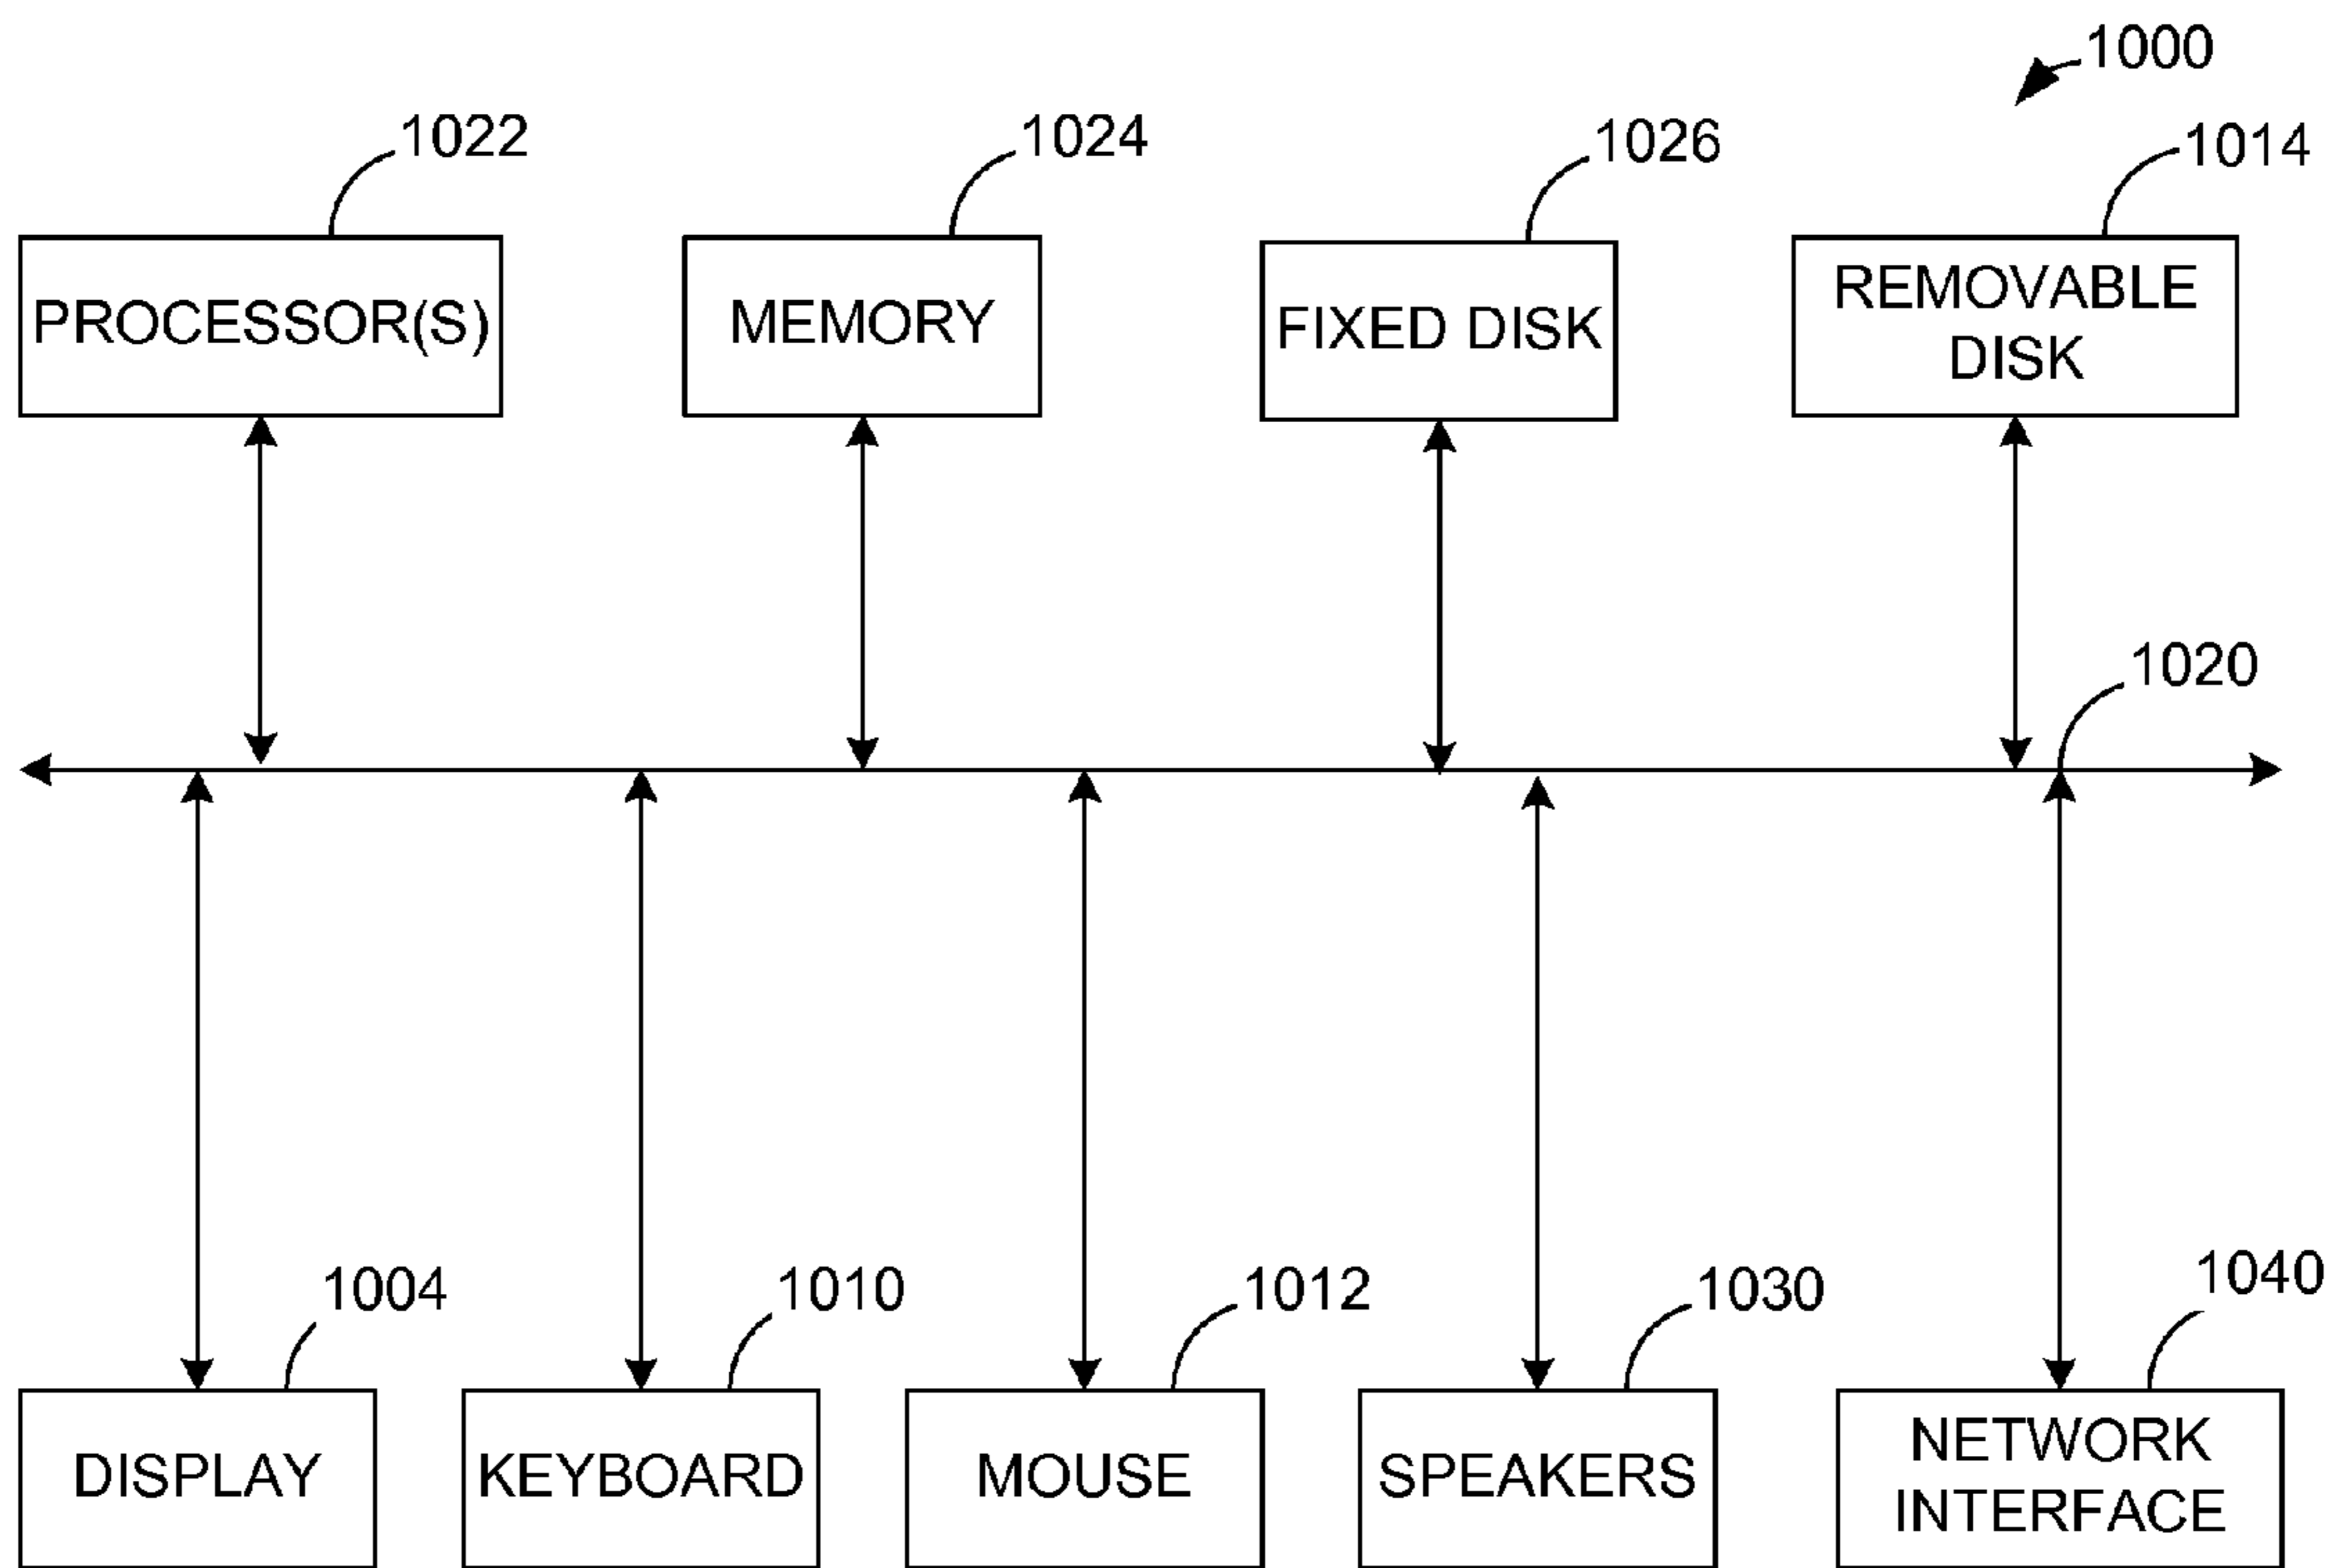 1000
1022
1024
1026
1014
PROCESSOR(S)
MEMORY
FIXED DISK
REMOVABLE
DISK
1020
1004
1010
1012
1030
1040
DISPLAY
KEYBOARD
MOUSE
SPEAKERS
NETWORK
INTERFACE